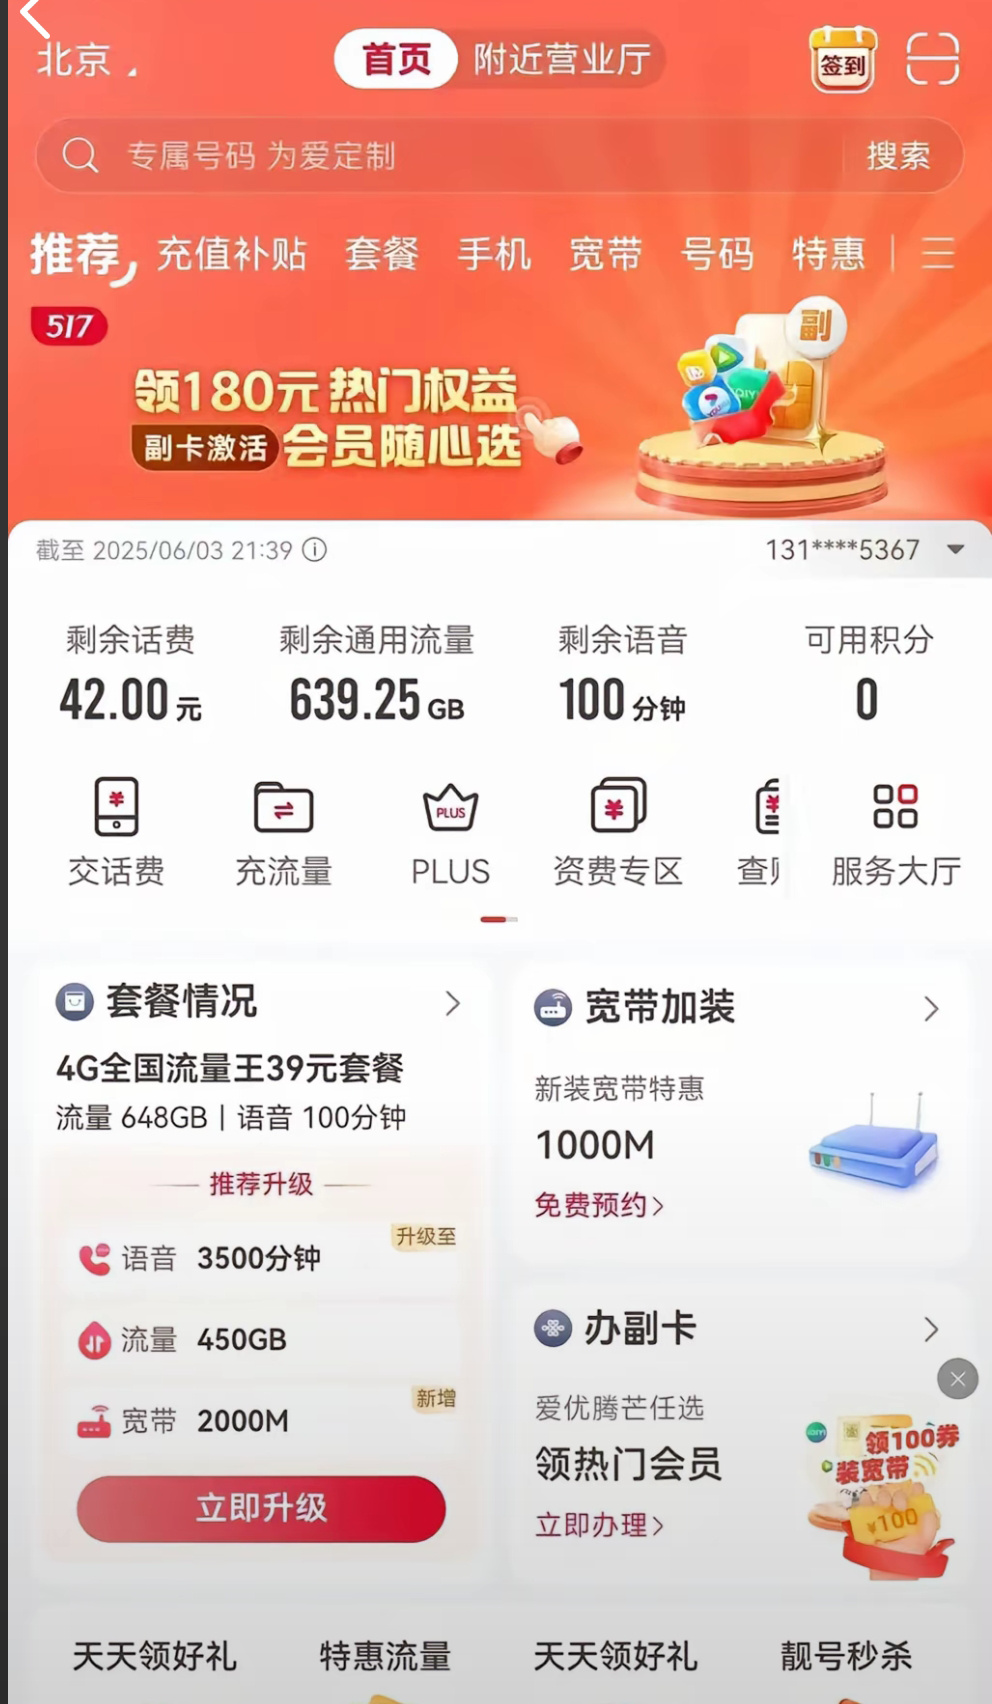 北京
首页 附近营业厅
签到
专属号码 为爱定制 搜索
推荐 充值补贴 套餐 手机 宽带 号码 特惠
517
领180元 热门权益
副卡激活 会员随心选
副
截至 2025/06/03 21:39
131****5367
剩余话费 剩余通用流量 剩余语音 可用积分
42.00元 639.25GB 100分钟 0
PLUS
交话费 充流量 PLUS 资费专区 查 服务大厅
套餐情况
4G全国流量王39元套餐
流量 648GB | 语音 100分钟
推荐升级
升级至
语音 3500分钟
流量 450GB
新增
宽带 2000M
立即升级
宽带加装
新装宽带特惠
1000M
免费预约>
办副卡
爱优腾芒任选
领热门会员
立即办理>
领100券
装宽带
¥100
天天领好礼 特惠流量 天天领好礼 靓号秒杀